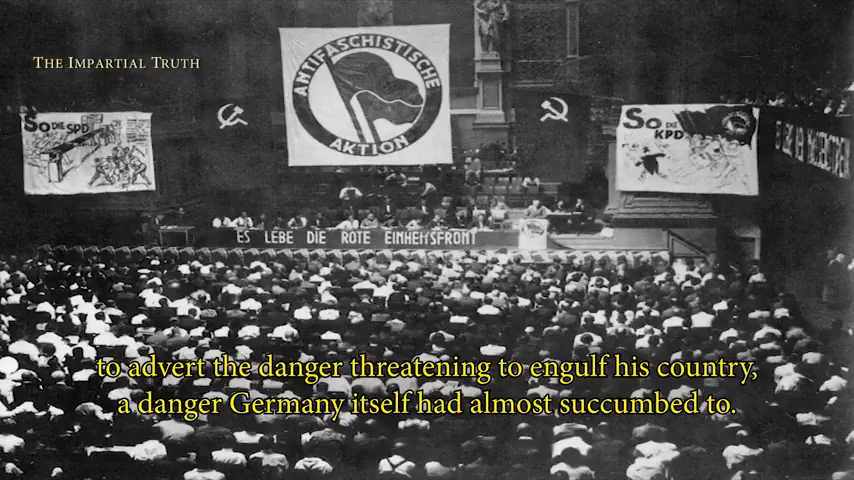 The Impartial Truth
ANTIFASCHISTISCHE
AKTION
So DIE SPD
So DIE
KPD
ES LEBE DIE ROTE EINHEITSFRONT
to advert the danger threatening to engulf his country,
a danger Germany itself had almost succumbed to.